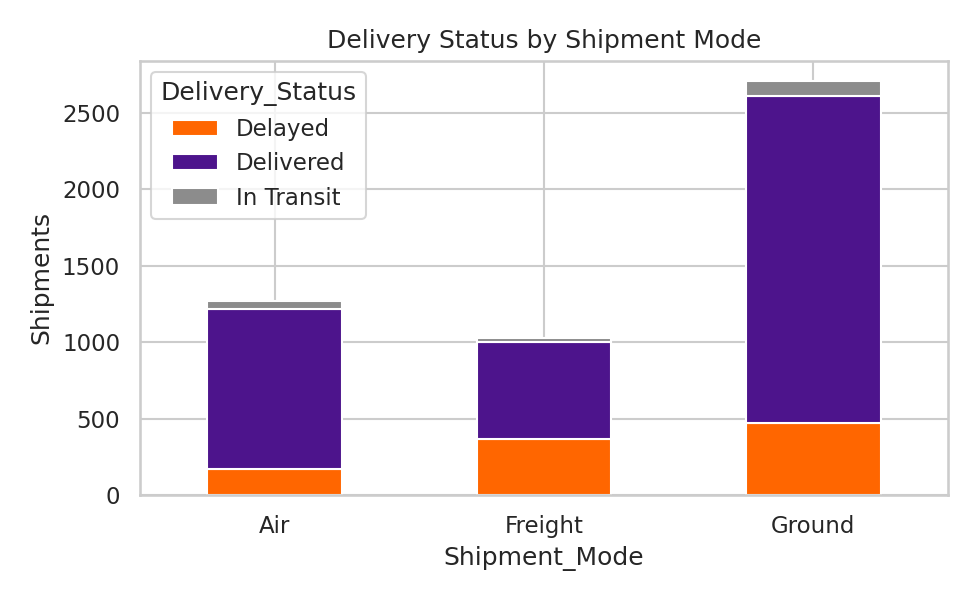 Delivery Status by Shipment Mode
Delivery_Status
Delayed
Delivered
In Transit
Shipments
2500
2000
1500
1000
500
0
Air
Freight
Ground
Shipment_Mode